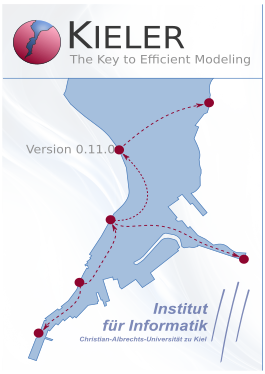 KIELER
The Key to Efficient Modeling
Version 0.11.0
Institut
für Informatik
Christian-Albrechts-Universität zu Kiel